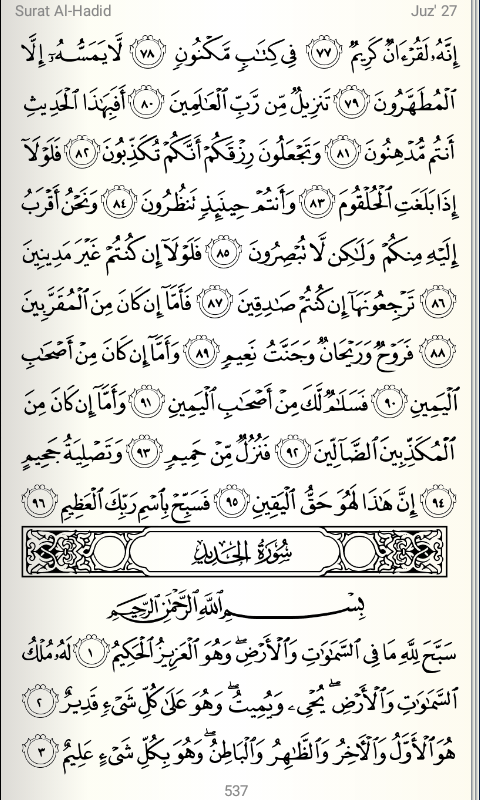 Surat Al-Hadid
Juz' 27
إِنَّهُۥ لَقُرْءَانٌ كَرِيمٌ ٧٧ فِى كِتَٰبٍ مَّكْنُونٍ ٧٨ لَّا يَمَسُّهُۥٓ إِلَّا
ٱلْمُطَهَّرُونَ ٧٩ تَنزِيلٌ مِّن رَّبِّ ٱلْعَٰلَمِينَ ٨٠ أَفَبِهَٰذَا ٱلْحَدِيثِ
أَنتُم مُّدْهِنُونَ ٨١ وَتَجْعَلُونَ رِزْقَكُمْ أَنَّكُمْ تُكَذِّبُونَ ٨٢ فَلَوْلَآ
إِذَا بَلَغَتِ ٱلْحُلْقُومَ ٨٣ وَأَنتُمْ حِينَئِذٍ تَنظُرُونَ ٨٤ وَنَحْنُ أَقْرَبُ
إِلَيْهِ مِنكُمْ وَلَٰكِن لَّا تُبْصِرُونَ ٨٥ فَلَوْلَآ إِن كُنتُمْ غَيْرَ مَدِينِينَ
٨٦ تَرْجِعُونَهَآ إِن كُنتُمْ صَٰدِقِينَ ٨٧ فَأَمَّآ إِن كَانَ مِنَ ٱلْمُقَرَّبِينَ
٨٨ فَرَوْحٌ وَرَيْحَانٌ وَجَنَّتُ نَعِيمٍ ٨٩ وَأَمَّآ إِن كَانَ مِنْ أَصْحَٰبِ
ٱلْيَمِينِ ٩٠ فَسَلَٰمٌ لَّكَ مِنْ أَصْحَٰبِ ٱلْيَمِينِ ٩١ وَأَمَّآ إِن كَانَ مِنَ
ٱلْمُكَذِّبِينَ ٱلضَّآلِّينَ ٩٢ فَنُزُلٌ مِّنْ حَمِيمٍ ٩٣ وَتَصْلِيَةُ جَحِيمٍ
٩٤ إِنَّ هَٰذَا لَهُوَ حَقُّ ٱلْيَقِينِ ٩٥ فَسَبِّحْ بِٱسْمِ رَبِّكَ ٱلْعَظِيمِ ٩٦
سُورَةُ الْحَدِيدِ
بِسْمِ ٱللَّهِ ٱلرَّحْمَٰنِ ٱلرَّحِيمِ
سَبَّحَ لِلَّهِ مَا فِى ٱلسَّمَٰوَٰتِ وَٱلْأَرْضِ ۖ وَهُوَ ٱلْعَزِيزُ ٱلْحَكِيمُ ١ لَهُۥ مُلْكُ
ٱلسَّمَٰوَٰتِ وَٱلْأَرْضِ ۖ يُحْىِۦ وَيُمِيتُ ۖ وَهُوَ عَلَىٰ كُلِّ شَىْءٍ قَدِيرٌ ٢
هُوَ ٱلْأَوَّلُ وَٱلْءَاخِرُ وَٱلظَّٰهِرُ وَٱلْبَاطِنُ ۖ وَهُوَ بِكُلِّ شَىْءٍ عَلِيمٌ ٣
537